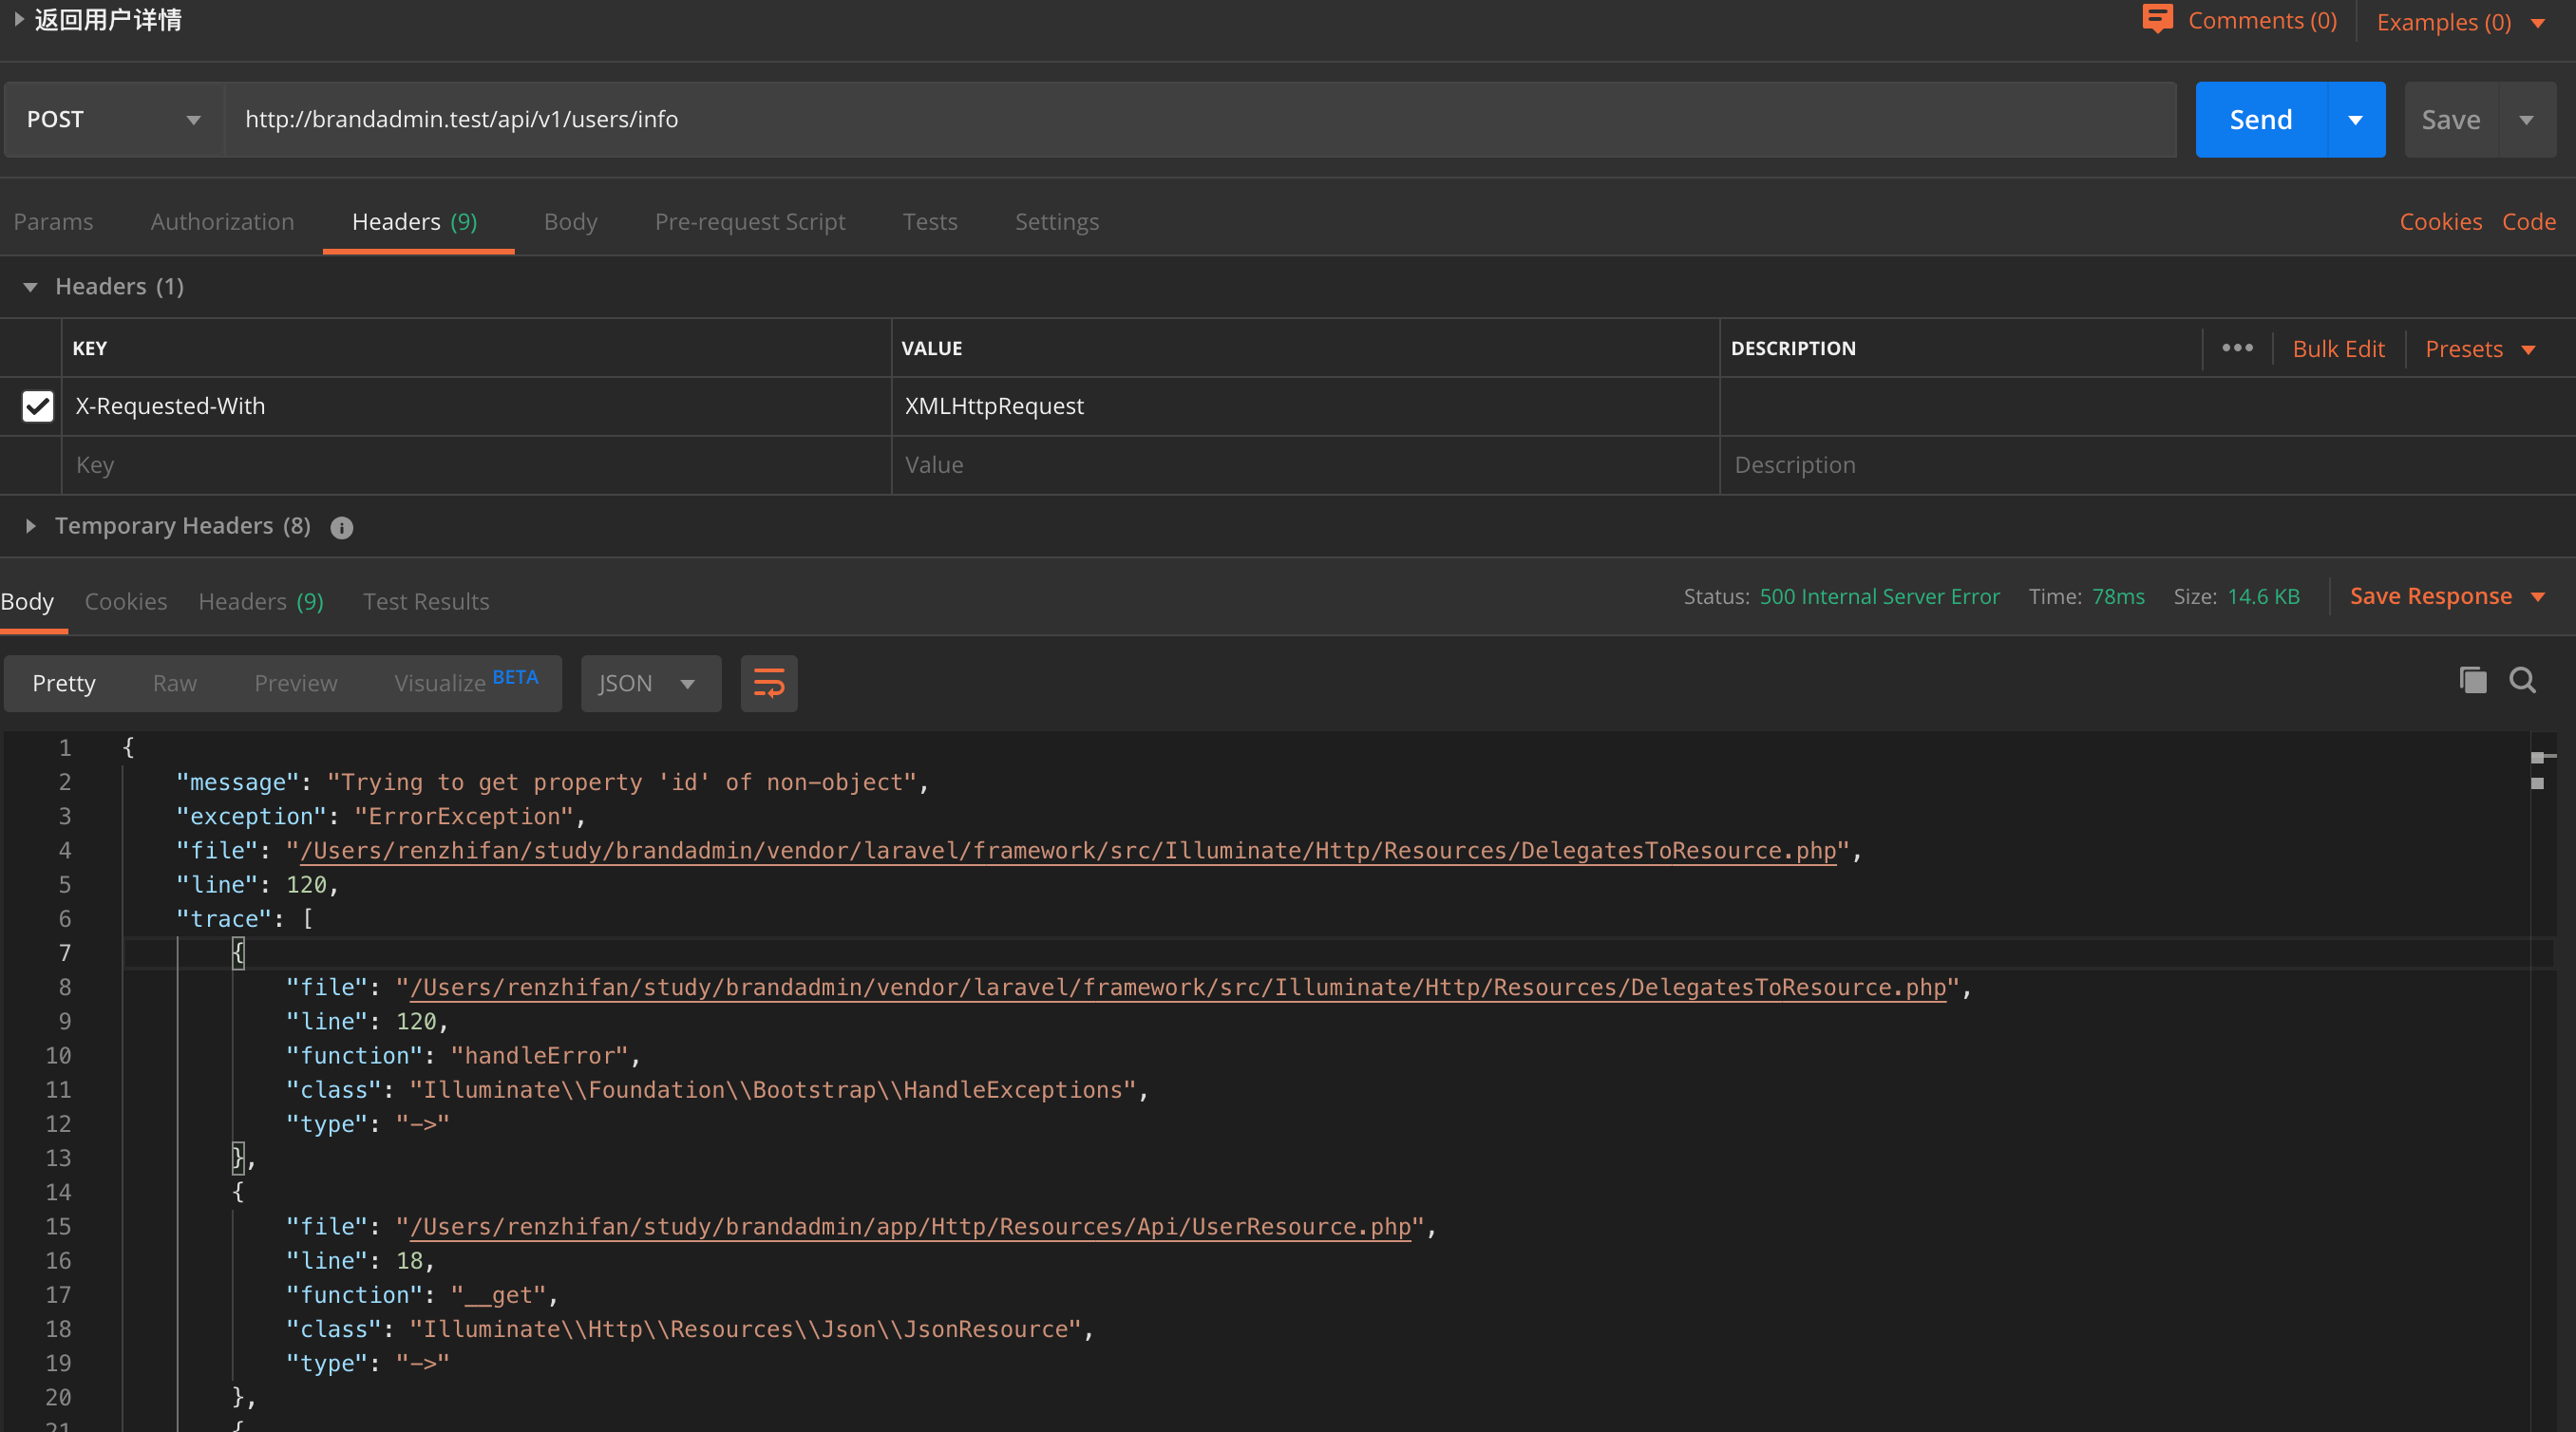 返回用户详情
Comments (0) Examples (0)
POST http://brandadmin.test/api/v1/users/info Send Save
Params Authorization Headers (9) Body Pre-request Script Tests Settings Cookies Code
Headers (1)
KEY VALUE DESCRIPTION ••• Bulk Edit Presets
X-Requested-With XMLHttpRequest
Key Value Description
Temporary Headers (8)
Body Cookies Headers (9) Test Results Status: 500 Internal Server Error Time: 78ms Size: 14.6 KB Save Response
Pretty Raw Preview Visualize BETA JSON
1 {
2 "message": "Trying to get property 'id' of non-object",
3 "exception": "ErrorException",
4 "file": "/Users/renzhifan/study/brandadmin/vendor/laravel/framework/src/Illuminate/Http/Resources/DelegatesToResource.php",
5 "line": 120,
6 "trace": [
7 {
8 "file": "/Users/renzhifan/study/brandadmin/vendor/laravel/framework/src/Illuminate/Http/Resources/DelegatesToResource.php",
9 "line": 120,
10 "function": "handleError",
11 "class": "Illuminate\\Foundation\\Bootstrap\\HandleExceptions",
12 "type": "->"
13 },
14 {
15 "file": "/Users/renzhifan/study/brandadmin/app/Http/Resources/Api/UserResource.php",
16 "line": 18,
17 "function": "__get",
18 "class": "Illuminate\\Http\\Resources\\Json\\JsonResource",
19 "type": "->"
20 },
21 {